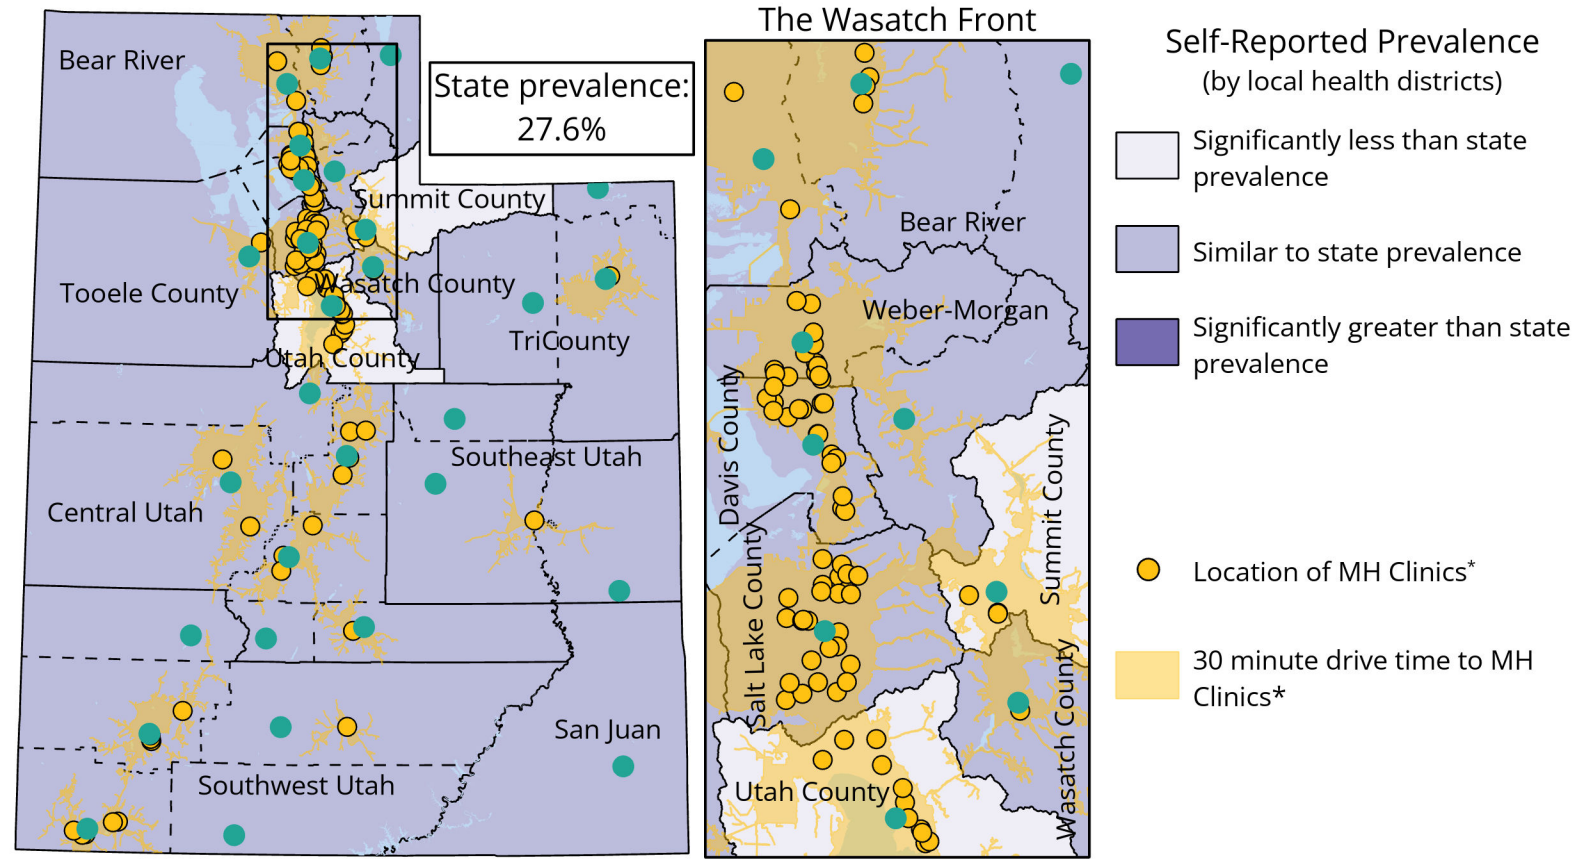 Bear River
State prevalence:
27.6%
Summit County
Wasatch County
Tooele County
TriCounty
Utah County
Southeast Utah
Central Utah
San Juan
Southwest Utah
The Wasatch Front
Bear River
Weber-Morgan
Davis County
Summit County
Salt Lake County
Wasatch County
Utah County
Self-Reported Prevalence
(by local health districts)
Significantly less than state
prevalence
Similar to state prevalence
Significantly greater than state
prevalence
Location of MH Clinics*
30 minute drive time to MH
Clinics*